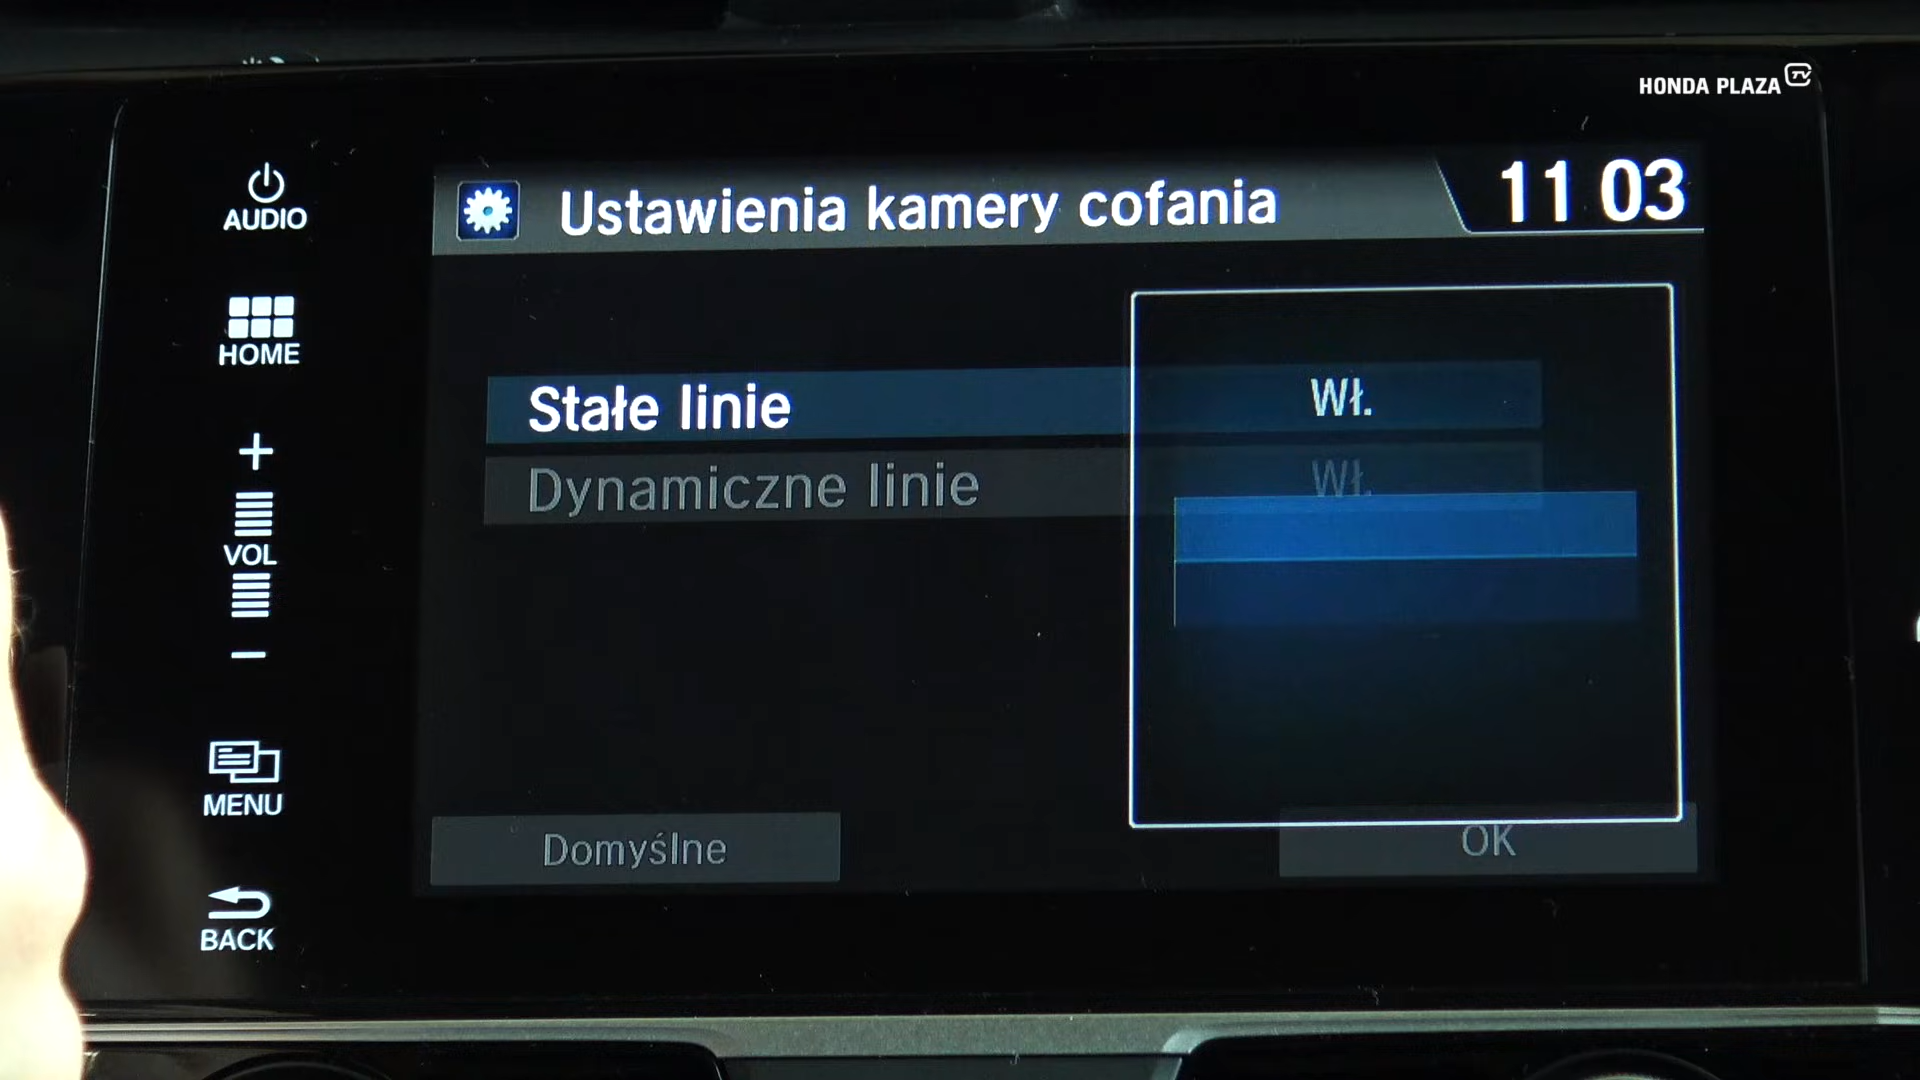 HONDA PLAZA TV
AUDIO
Ustawienia kamery cofania
11 03
HOME
Stałe linie
Wł.
+
Dynamiczne linie
Wł.
VOL
−
MENU
Domyślne
OK
BACK